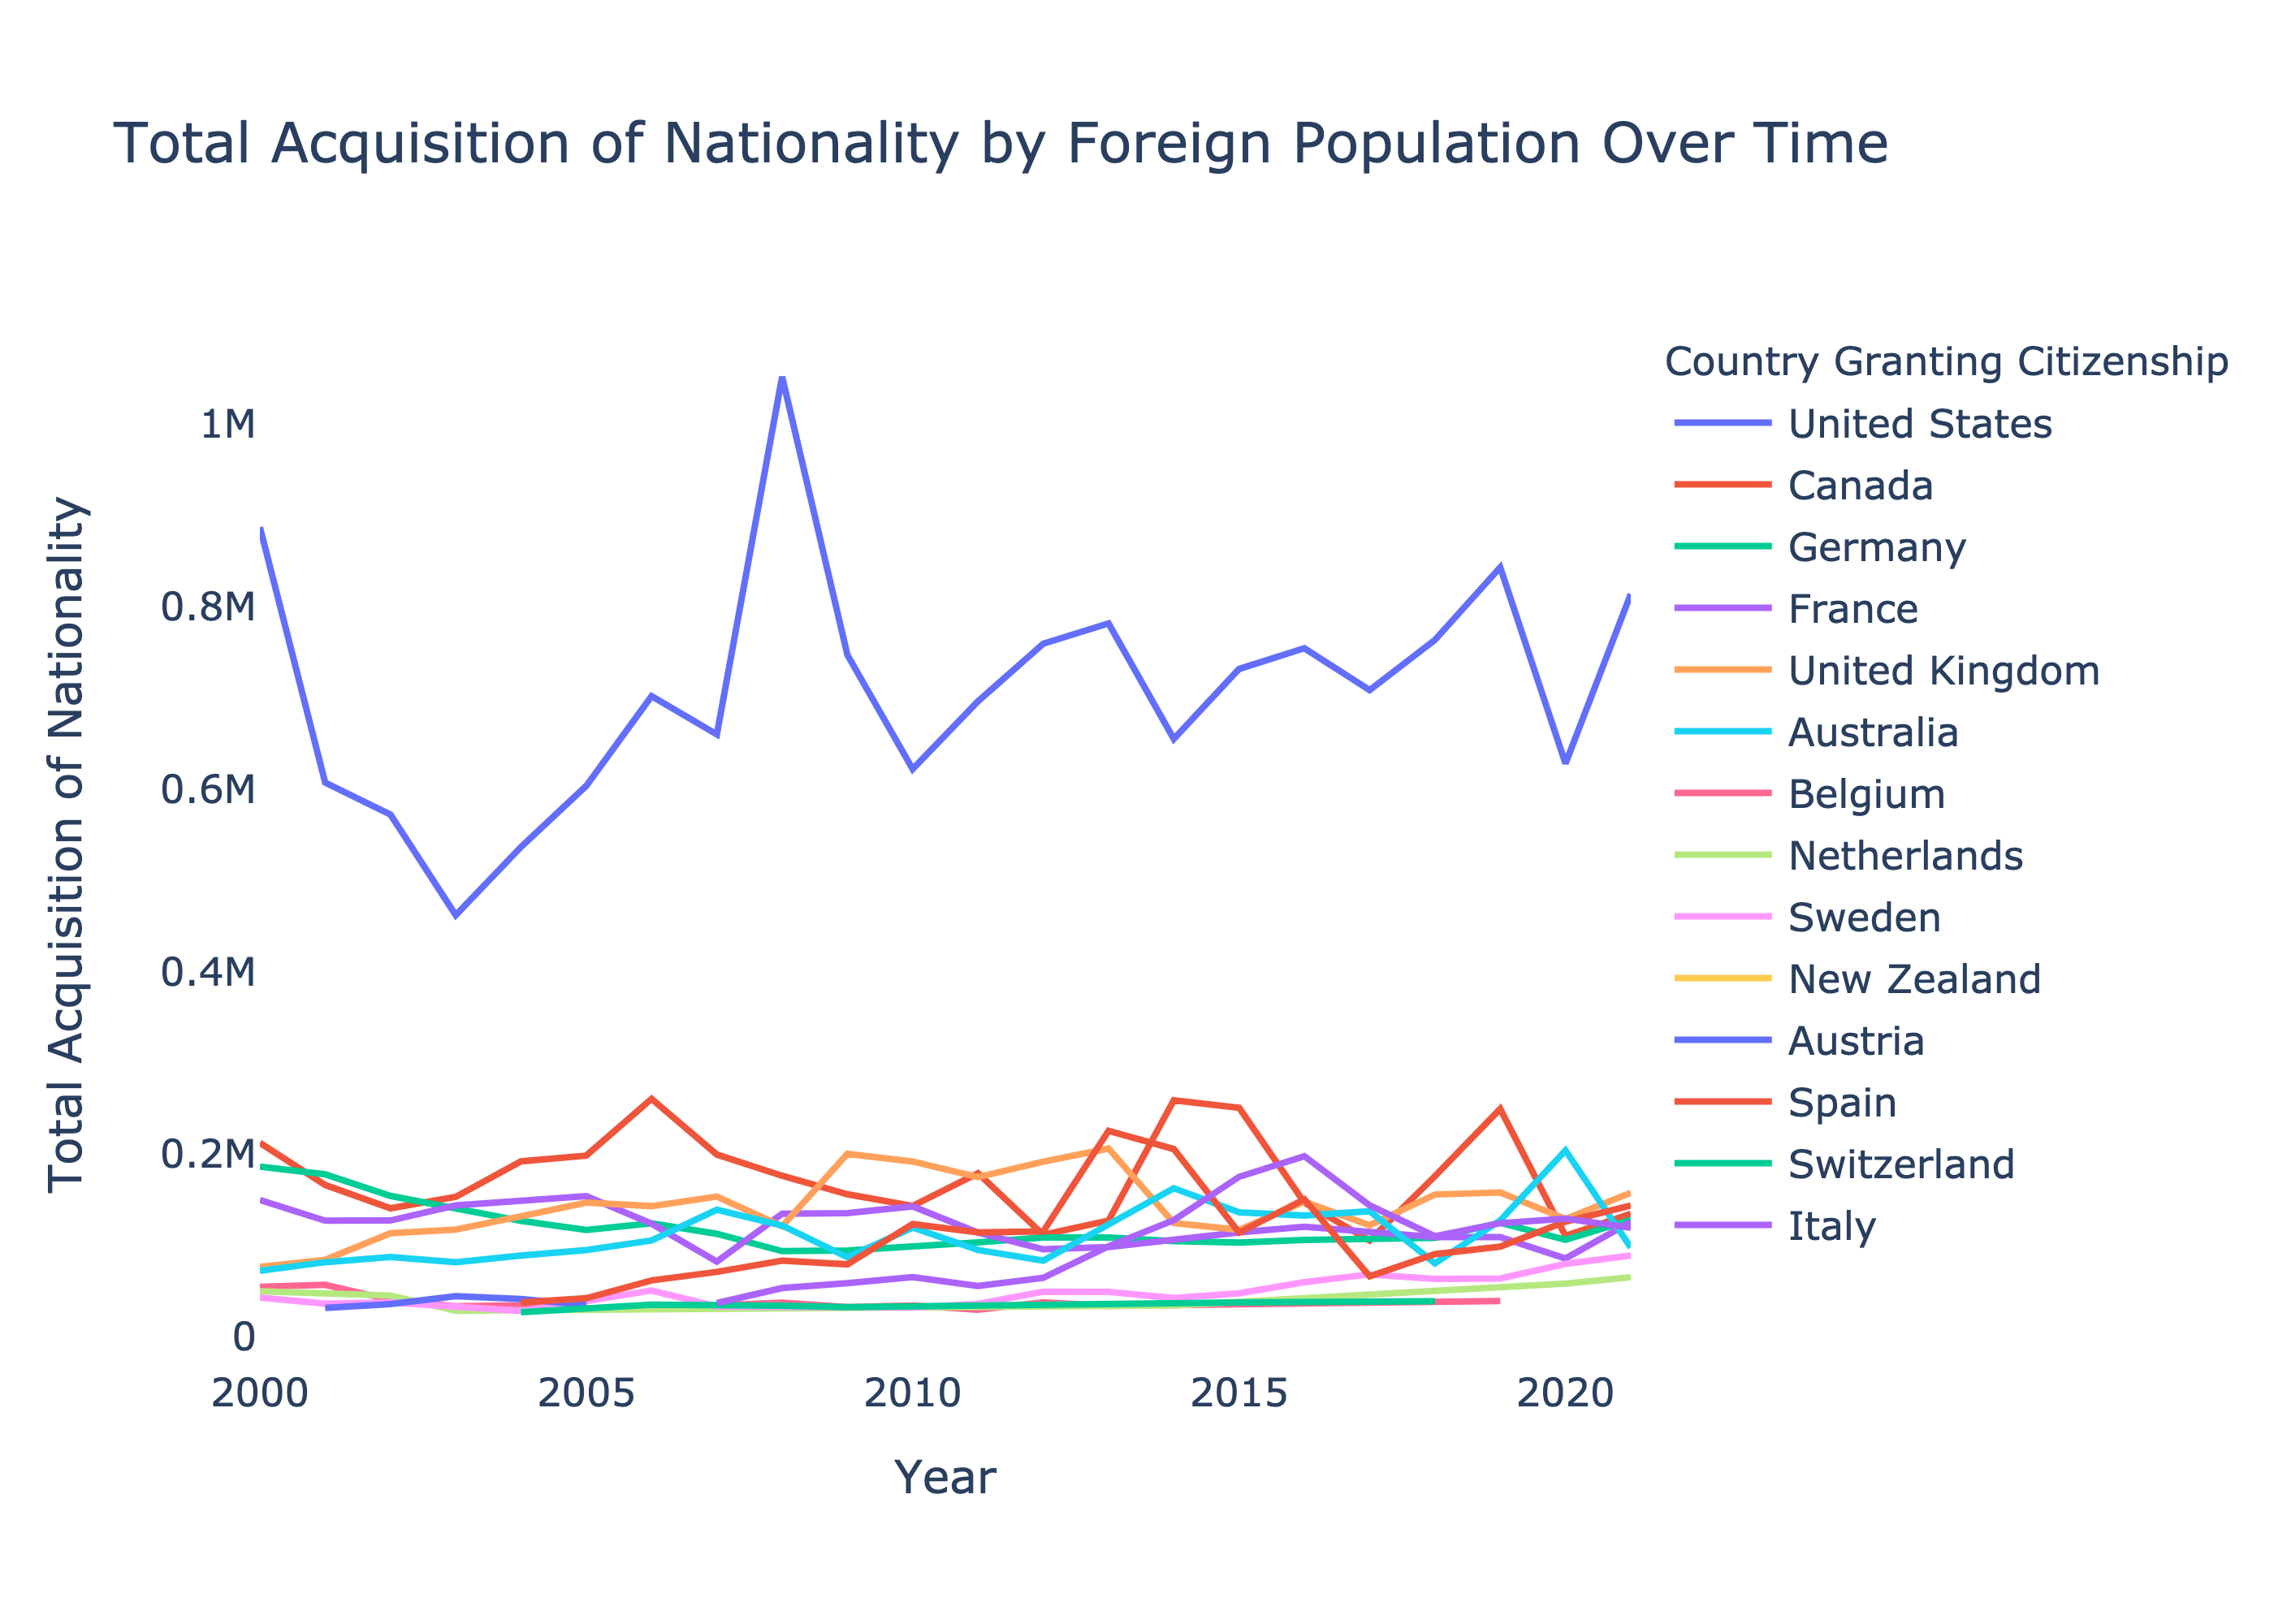 Total Acquisition of Nationality by Foreign Population Over Time
Total Acquisition of Nationality
1M
0.8M
0.6M
0.4M
0.2M
0
2000
2005
2010
2015
2020
Year
Country Granting Citizenship
United States
Canada
Germany
France
United Kingdom
Australia
Belgium
Netherlands
Sweden
New Zealand
Austria
Spain
Switzerland
Italy